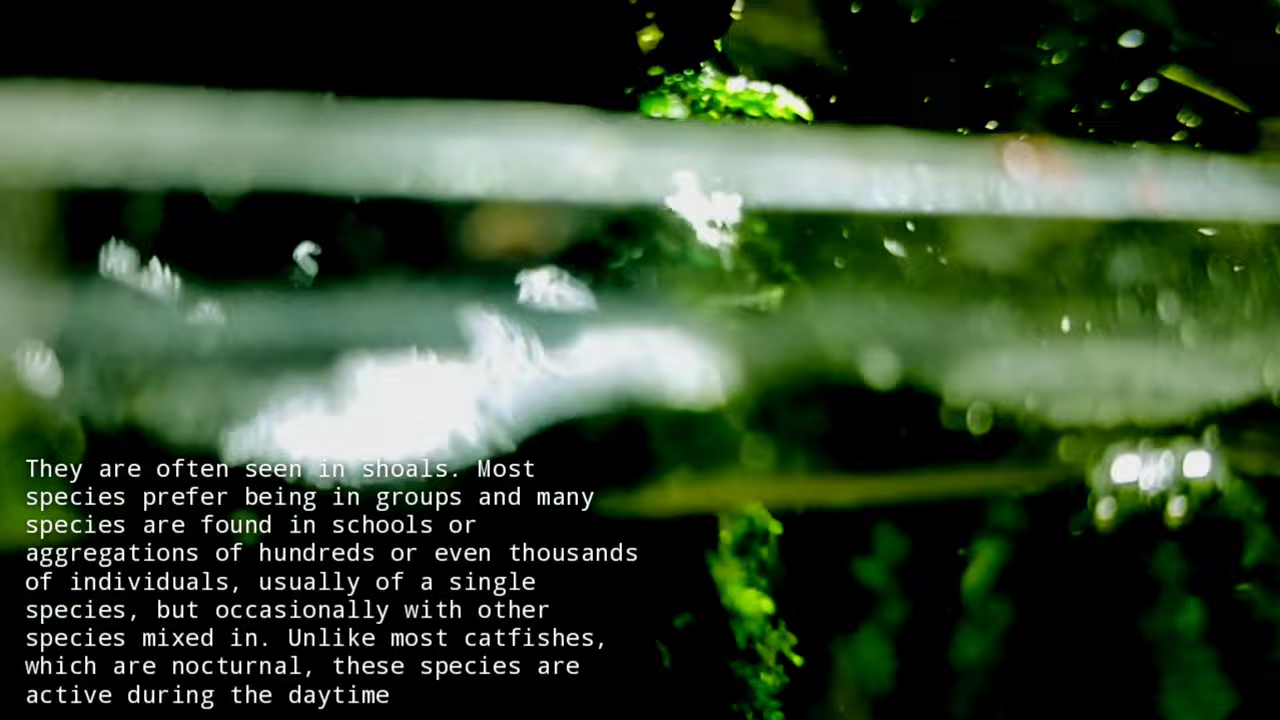 They are often seen in shoals. Most
species prefer being in groups and many
species are found in schools or
aggregations of hundreds or even thousands
of individuals, usually of a single
species, but occasionally with other
species mixed in. Unlike most catfishes,
which are nocturnal, these species are
active during the daytime